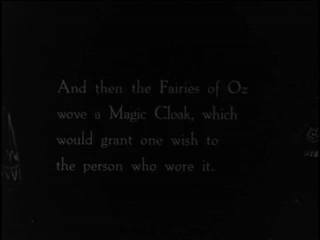 And then the Fairies of Oz
wove a Magic Cloak, which
would grant one wish to
the person who wore it.